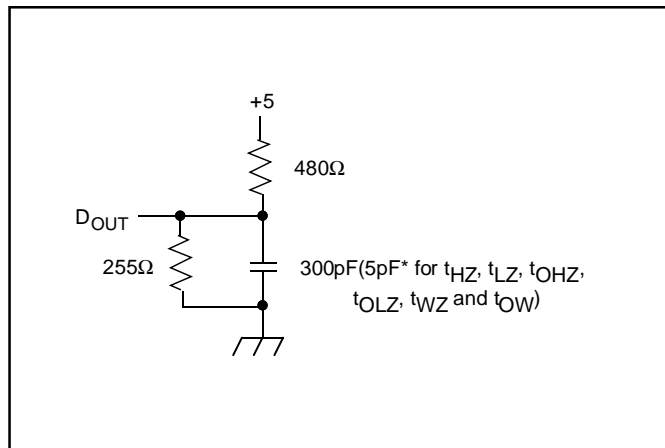 +5
480Ω
DOUT
255Ω
300pF(5pF* for tHZ, tLZ, tOHZ,
tOLZ, tWZ and tOW)